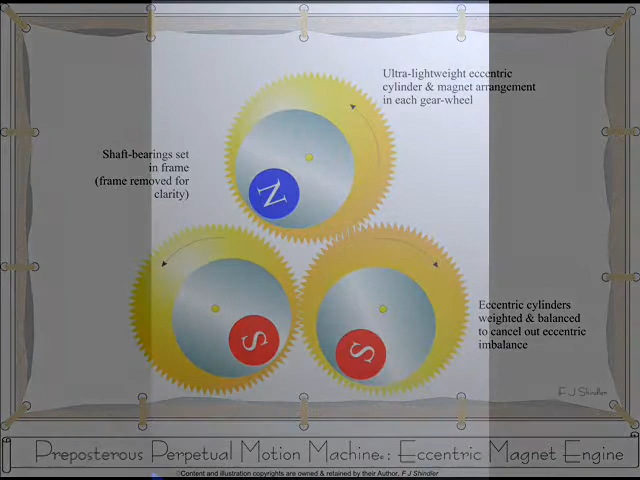 Ultra-lightweight eccentric
cylinder & magnet arrangement
in each gear-wheel
Shaft-bearings set
in frame
(frame removed for
clarity)
N
S
S
Eccentric cylinders
weighted & balanced
to cancel out eccentric
imbalance
F J Shindler
Preposterous Perpetual Motion Machine©: Eccentric Magnet Engine
©Content and illustration copyrights are owned & retained by their Author. F J Shindler